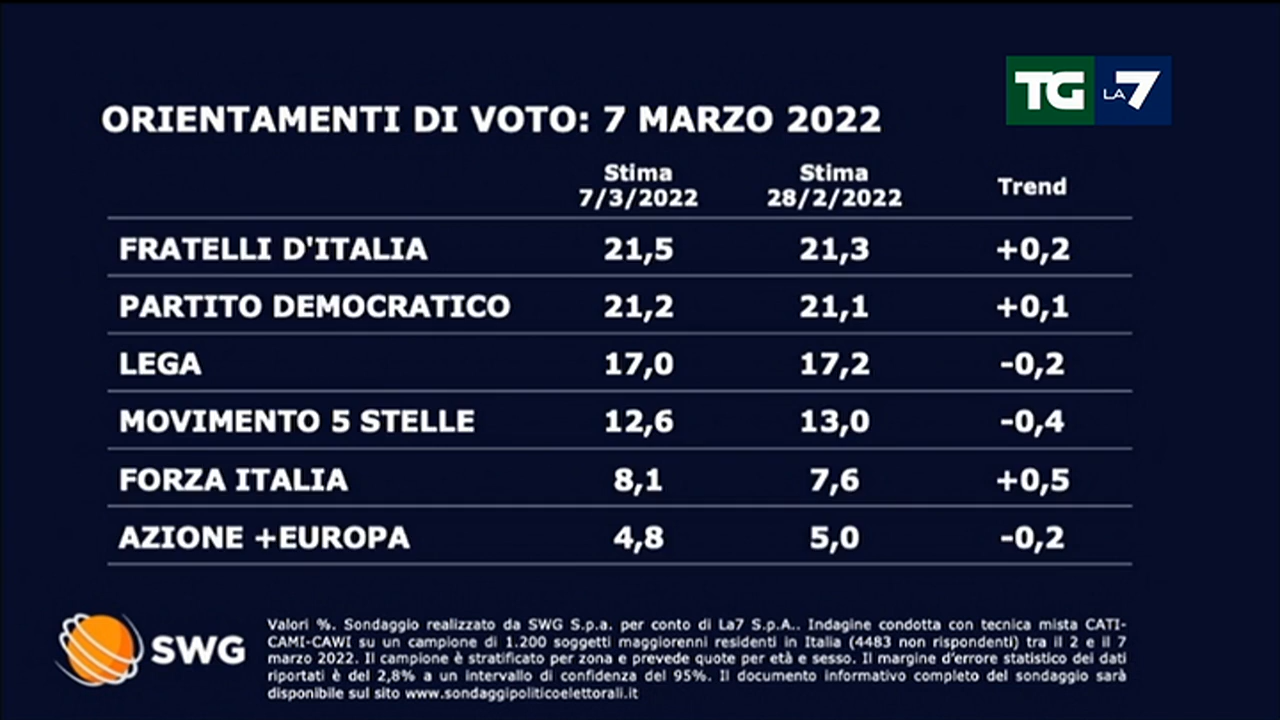 TG LA7
ORIENTAMENTI DI VOTO: 7 MARZO 2022
Stima Stima
7/3/2022 28/2/2022 Trend
FRATELLI D'ITALIA 21,5 21,3 +0,2
PARTITO DEMOCRATICO 21,2 21,1 +0,1
LEGA 17,0 17,2 -0,2
MOVIMENTO 5 STELLE 12,6 13,0 -0,4
FORZA ITALIA 8,1 7,6 +0,5
AZIONE +EUROPA 4,8 5,0 -0,2
SWG
Valori %. Sondaggio realizzato da SWG S.p.a. per conto di La7 S.p.A.. Indagine condotta con tecnica mista CATI-
CAMI-CAWI su un campione di 1.200 soggetti maggiorenni residenti in Italia (4483 non rispondenti) tra il 2 e il 7
marzo 2022. Il campione è stratificato per zona e prevede quote per età e sesso. Il margine d'errore statistico dei dati
riportati è del 2,8% a un intervallo di confidenza del 95%. Il documento informativo completo del sondaggio sarà
disponibile sul sito www.sondaggipoliticoelettorali.it